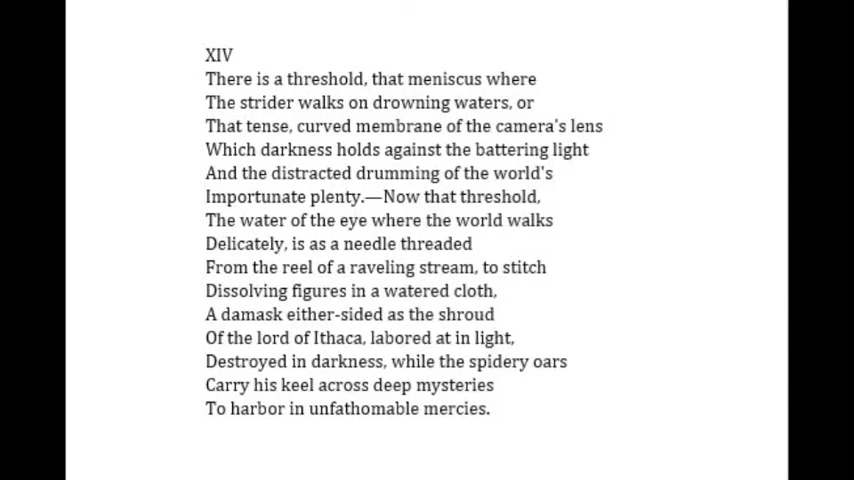 XIV
There is a threshold, that meniscus where
The strider walks on drowning waters, or
That tense, curved membrane of the camera's lens
Which darkness holds against the battering light
And the distracted drumming of the world's
Importunate plenty.—Now that threshold,
The water of the eye where the world walks
Delicately, is as a needle threaded
From the reel of a raveling stream, to stitch
Dissolving figures in a watered cloth,
A damask either-sided as the shroud
Of the lord of Ithaca, labored at in light,
Destroyed in darkness, while the spidery oars
Carry his keel across deep mysteries
To harbor in unfathomable mercies.